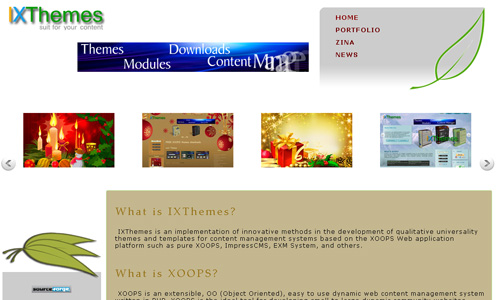 IXThemes
suit for your content
HOME
PORTFOLIO
ZINA
NEWS
Themes
Downloads
Modules
Content
What is IXThemes?
IXThemes is an implementation of innovative methods in the development of qualitative universality
themes and templates for content management systems based on the XOOPS Web application
platform such as pure XOOPS, ImpressCMS, EXM System, and others.
What is XOOPS?
XOOPS is an extensible, OO (Object Oriented), easy to use dynamic web content management system